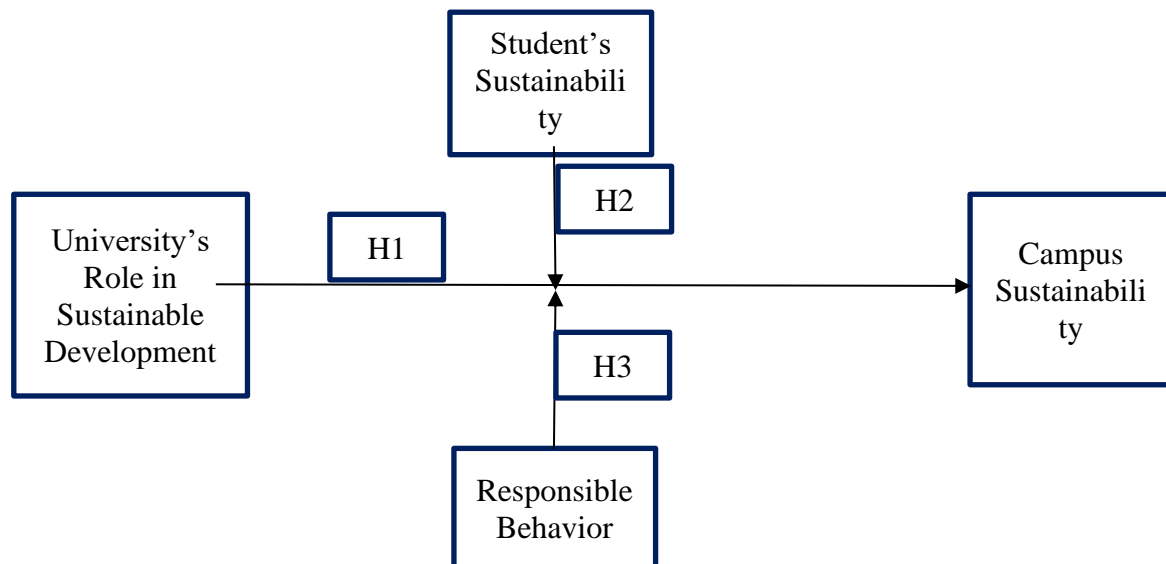 Student’s
Sustainabili
ty
H2
University’s
Role in
Sustainable
Development
H1
Campus
Sustainabili
ty
H3
Responsible
Behavior